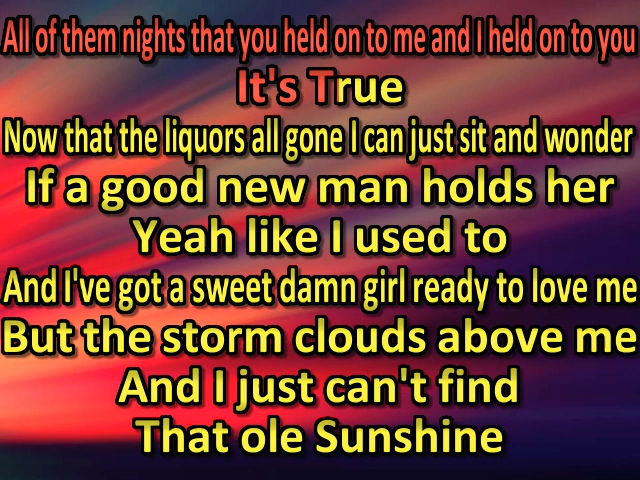 All of them nights that you held on to me and I held on to you
It's True
Now that the liquors all gone I can just sit and wonder
If a good new man holds her
Yeah like I used to
And I've got a sweet damn girl ready to love me
But the storm clouds above me
And I just can't find
That ole Sunshine